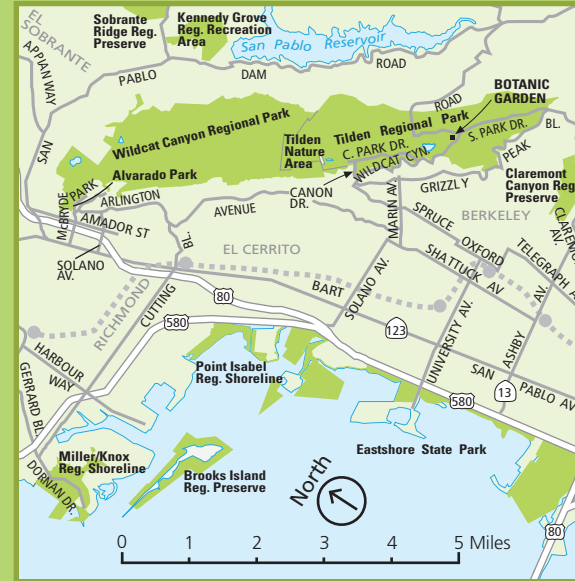 Sobrante
Ridge Reg.
Preserve
Kennedy Grove
Reg. Recreation
Area
San Pablo Reservoir
EL
SOBRANTE
APPIAN WAY
SAN
PABLO
DAM
ROAD
ROAD
BOTANIC
GARDEN
Wildcat Canyon Regional Park
Tilden
Nature
Area
Tilden Regional Park
C. PARK DR.
S. PARK DR.
BL.
PEAK
GRIZZLY
WILDCAT CYN.
CANON
DR.
Claremont
Canyon Reg
Preserve
Alvarado Park
PARK
McBRYDE
ARLINGTON
AVENUE
BL.
AMADOR ST
SOLANO
AV.
EL CERRITO
RICHMOND
CUTTING
MARIN AV.
SPRUCE
OXFORD
BERKELEY
CLAREMO
AV.
SHATTUCK AV
TELEGRAPH A
80
BART
580
SOLANO AV.
123
UNIVERSITY AV.
ASHBY
AV.
SAN
PABLO AV
13
580
HARBOUR
WAY
GERRARD BL.
Point Isabel
Reg. Shoreline
Miller/Knox
Reg. Shoreline
DORNAN DR.
Brooks Island
Reg. Preserve
Eastshore State Park
North
80
0 1 2 3 4 5 Miles